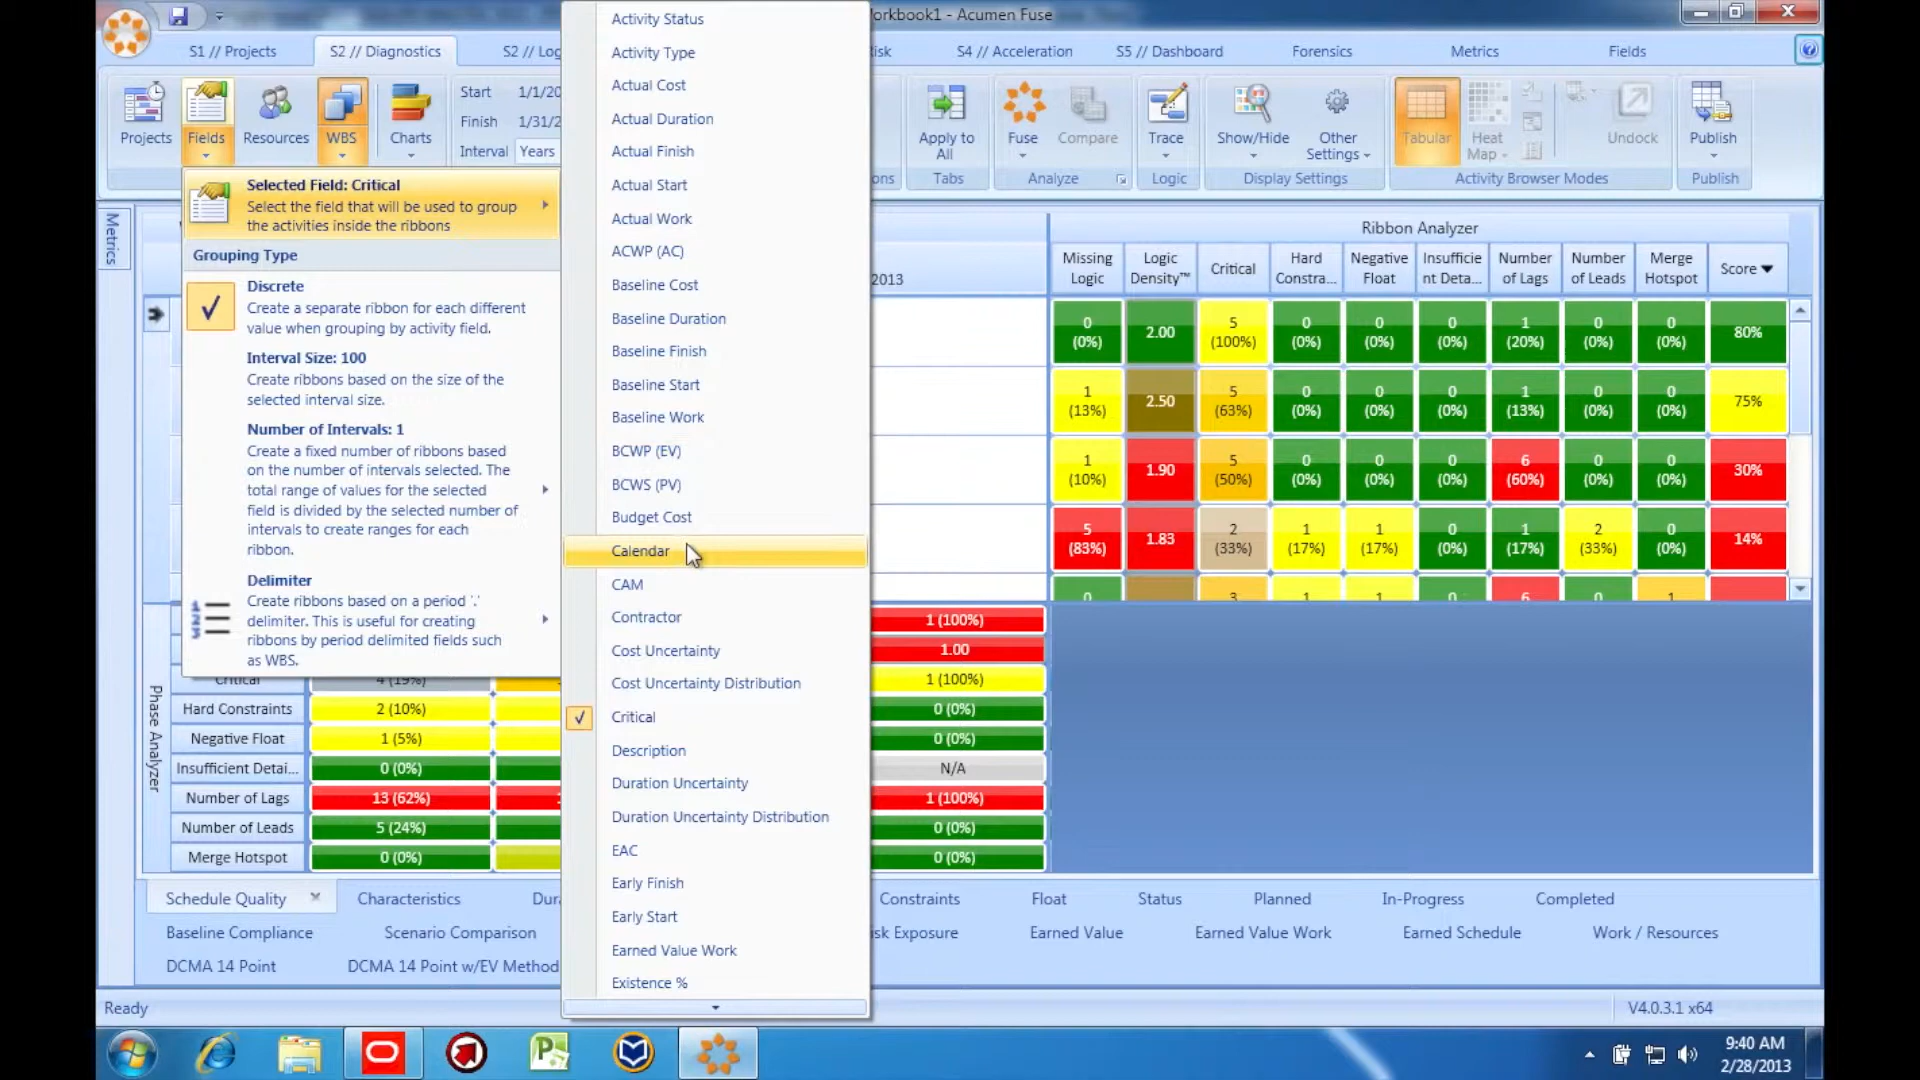 orkbook1 - Acumen Fuse
S1 // Projects
S2 // Diagnostics
S2 // Log
isk
S4 // Acceleration
S5 // Dashboard
Forensics
Metrics
Fields
Projects
Fields
Resources
WBS
Charts
Start 1/1/20
Finish 1/31/2
Interval Years
ons
Apply to
All
Tabs
Fuse
Compare
Analyze
Trace
Logic
Show/Hide
Other
Settings
Display Settings
Tabular
Heat
Map
Undock
Activity Browser Modes
Publish
Publish
Selected Field: Critical
Select the field that will be used to group
the activities inside the ribbons
Grouping Type
Discrete
Create a separate ribbon for each different
value when grouping by activity field.
Interval Size: 100
Create ribbons based on the size of the
selected interval size.
Number of Intervals: 1
Create a fixed number of ribbons based
on the number of intervals selected. The
total range of values for the selected
field is divided by the selected number of
intervals to create ranges for each
ribbon.
Delimiter
Create ribbons based on a period '.'
delimiter. This is useful for creating
ribbons by period delimited fields such
as WBS.
Activity Status
Activity Type
Actual Cost
Actual Duration
Actual Finish
Actual Start
Actual Work
ACWP (AC)
Baseline Cost
Baseline Duration
Baseline Finish
Baseline Start
Baseline Work
BCWP (EV)
BCWS (PV)
Budget Cost
Calendar
CAM
Contractor
Cost Uncertainty
Cost Uncertainty Distribution
Critical
Description
Duration Uncertainty
Duration Uncertainty Distribution
EAC
Early Finish
Early Start
Earned Value Work
Existence %
Metrics
2013
Ribbon Analyzer
Missing Logic
Logic Density™
Critical
Hard Constra...
Negative Float
Insufficie nt Deta...
Number of Lags
Number of Leads
Merge Hotspot
Score
0 (0%) 2.00 5 (100%) 0 (0%) 0 (0%) 0 (0%) 1 (20%) 0 (0%) 0 (0%) 80%
1 (13%) 2.50 5 (63%) 0 (0%) 0 (0%) 0 (0%) 1 (13%) 0 (0%) 0 (0%) 75%
1 (10%) 1.90 5 (50%) 0 (0%) 0 (0%) 0 (0%) 6 (60%) 0 (0%) 0 (0%) 30%
5 (83%) 1.83 2 (33%) 1 (17%) 1 (17%) 0 (0%) 1 (17%) 2 (33%) 0 (0%) 14%
0 3 1 1 0 6 0 1
Phase Analyzer
1 (100%)
1.00
Critical 4 (19%) 1 (100%)
Hard Constraints 2 (10%) 0 (0%)
Negative Float 1 (5%) 0 (0%)
Insufficient Detai... 0 (0%) N/A
Number of Lags 13 (62%) 1 (100%)
Number of Leads 5 (24%) 0 (0%)
Merge Hotspot 0 (0%) 0 (0%)
Schedule Quality
Characteristics
Dura
Constraints
Float
Status
Planned
In-Progress
Completed
Baseline Compliance
Scenario Comparison
isk Exposure
Earned Value
Earned Value Work
Earned Schedule
Work / Resources
DCMA 14 Point
DCMA 14 Point w/EV Method
Ready
V4.0.3.1 x64
9:40 AM
2/28/2013